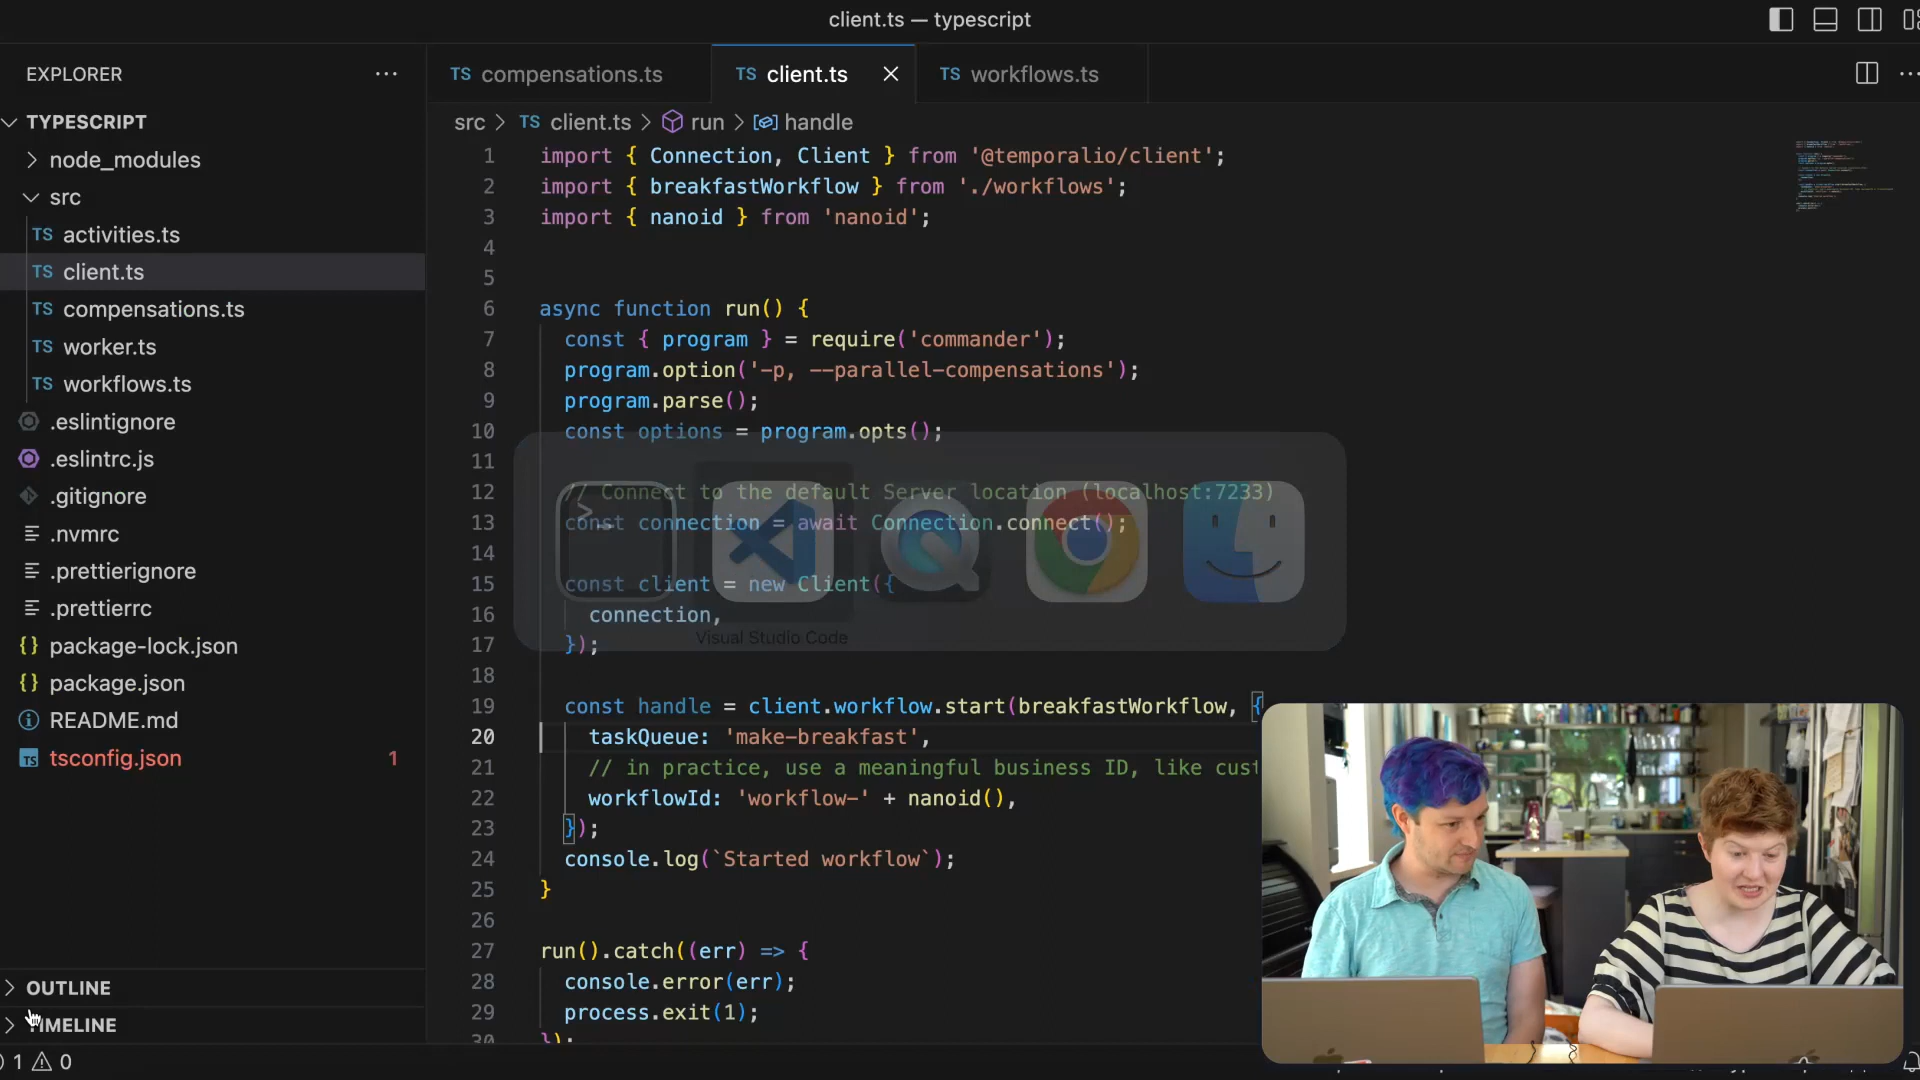 client.ts — typescript
EXPLORER
TS compensations.ts
TS client.ts
TS workflows.ts
src > TS client.ts > run > handle
TYPESCRIPT
node_modules
src
TS activities.ts
TS client.ts
TS compensations.ts
TS worker.ts
TS workflows.ts
.eslintignore
.eslintrc.js
.gitignore
.nvmrc
.prettierignore
.prettierrc
{} package-lock.json
{} package.json
README.md
TS tsconfig.json 1
OUTLINE
TIMELINE
1 0
1 import { Connection, Client } from '@temporalio/client';
2 import { breakfastWorkflow } from './workflows';
3 import { nanoid } from 'nanoid';
4
5
6 async function run() {
7 const { program } = require('commander');
8 program.option('-p, --parallel-compensations');
9 program.parse();
10 const options = program.opts();
11
12 // Connect to the default Server location (localhost:7233)
13 const connection = await Connection.connect();
14
15 const client = new Client({
16 connection,
17 });
18
19 const handle = client.workflow.start(breakfastWorkflow, {
20 taskQueue: 'make-breakfast',
21 // in practice, use a meaningful business ID, like cust
22 workflowId: 'workflow-' + nanoid(),
23 });
24 console.log(`Started workflow`);
25 }
26
27 run().catch((err) => {
28 console.error(err);
29 process.exit(1);
30 });
Visual Studio Code